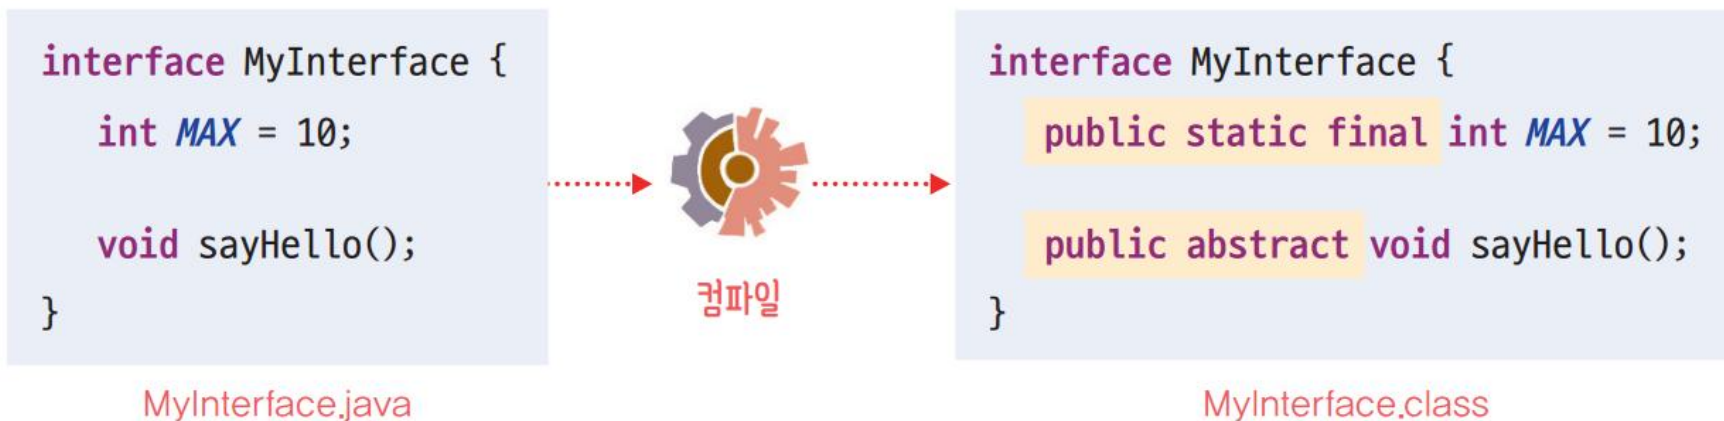 interface MyInterface {
int MAX = 10;
void sayHello();
}
MyInterface.java
컴파일
interface MyInterface {
public static final int MAX = 10;
public abstract void sayHello();
}
MyInterface.class